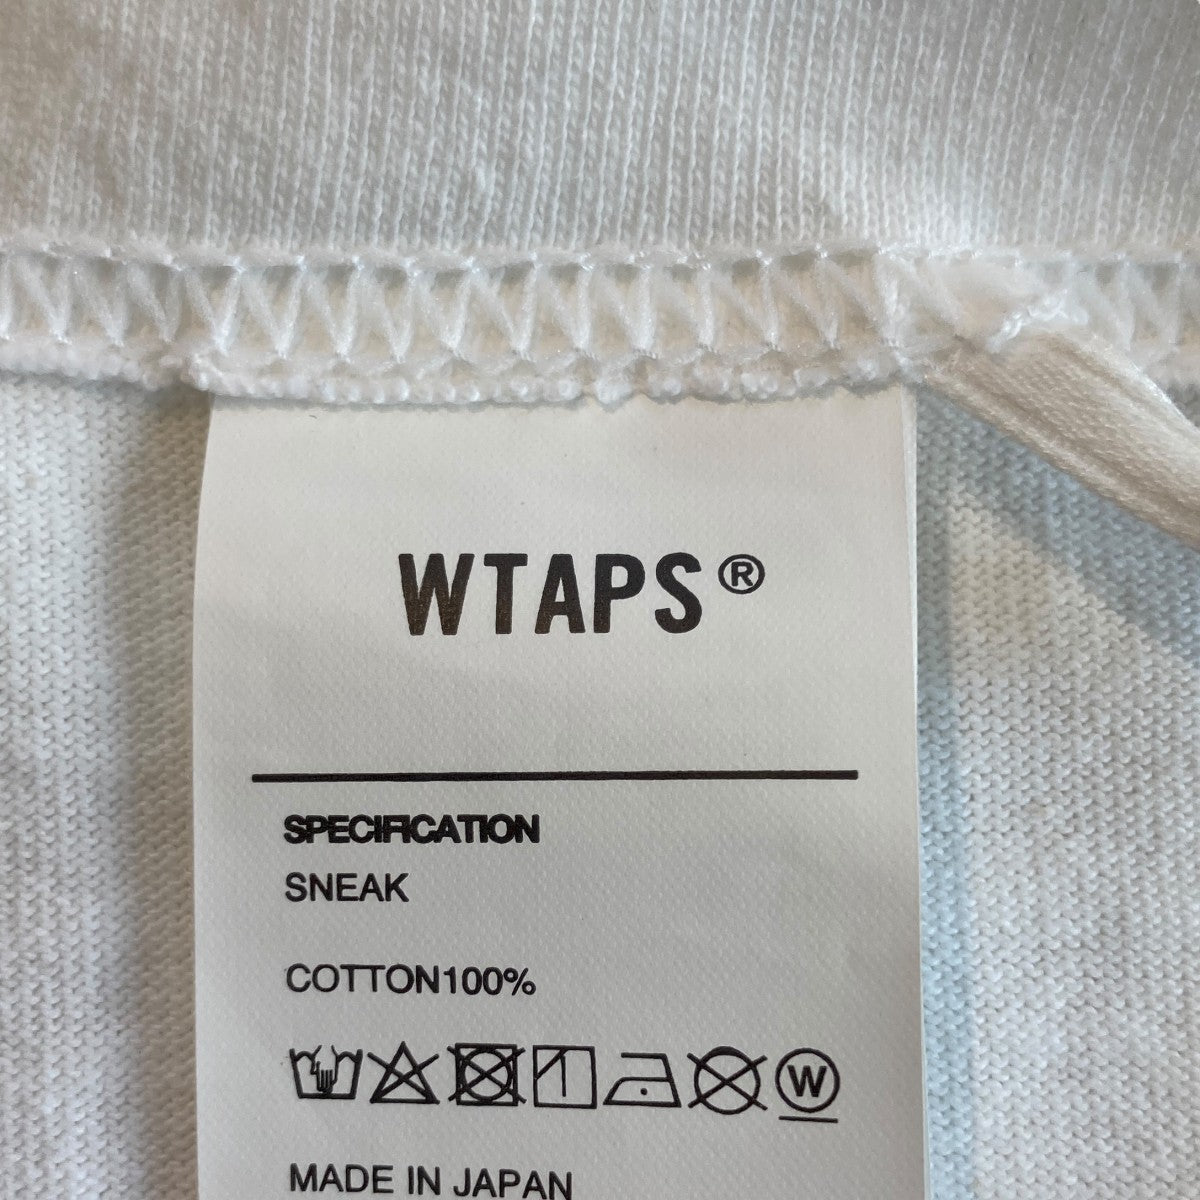 WTAPS®
SPECIFICATION
SNEAK
COTTON100%
W
MADE IN JAPAN